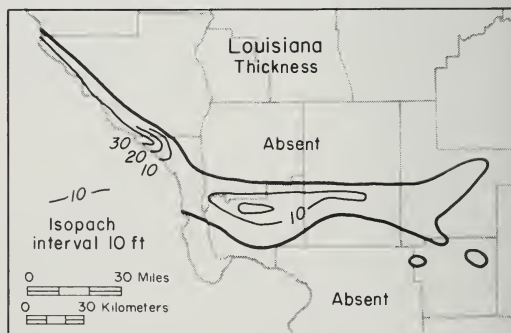 Louisiana
Thickness
Absent
30
20
10
10
10
Isopach
interval 10 ft
0 30 Miles
0 30 Kilometers
Absent